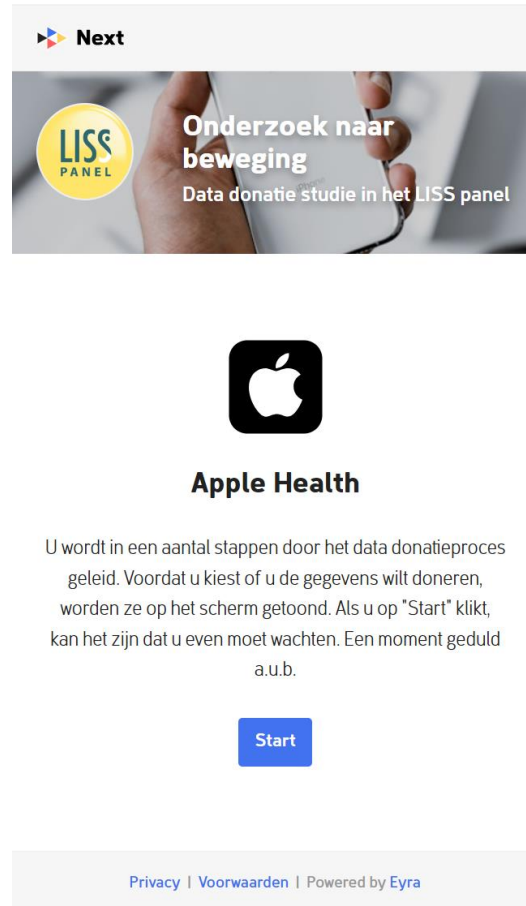 Next
LISS
PANEL
Onderzoek naar
beweging
Data donatie studie in het LISS panel
iPhone
Apple Health
U wordt in een aantal stappen door het data donatieproces
geleid. Voordat u kiest of u de gegevens wilt doneren,
worden ze op het scherm getoond. Als u op "Start" klikt,
kan het zijn dat u even moet wachten. Een moment geduld
a.u.b.
Start
Privacy | Voorwaarden | Powered by Eyra